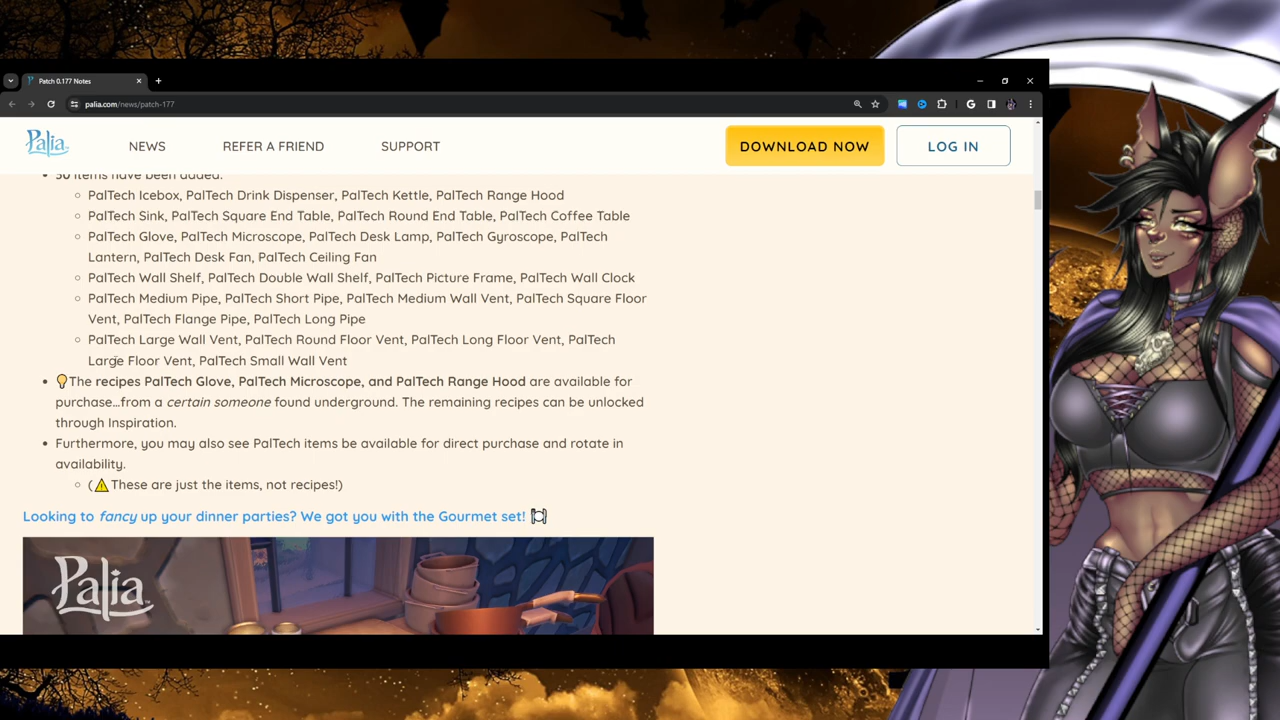 Patch 0.177 Notes
palia.com/news/patch-177
Palia
NEWS
REFER A FRIEND
SUPPORT
DOWNLOAD NOW
LOG IN
items have been added:
PalTech Icebox, PalTech Drink Dispenser, PalTech Kettle, PalTech Range Hood
PalTech Sink, PalTech Square End Table, PalTech Round End Table, PalTech Coffee Table
PalTech Glove, PalTech Microscope, PalTech Desk Lamp, PalTech Gyroscope, PalTech
Lantern, PalTech Desk Fan, PalTech Ceiling Fan
PalTech Wall Shelf, PalTech Double Wall Shelf, PalTech Picture Frame, PalTech Wall Clock
PalTech Medium Pipe, PalTech Short Pipe, PalTech Medium Wall Vent, PalTech Square Floor
Vent, PalTech Flange Pipe, PalTech Long Pipe
PalTech Large Wall Vent, PalTech Round Floor Vent, PalTech Long Floor Vent, PalTech
Large Floor Vent, PalTech Small Wall Vent
💡The recipes PalTech Glove, PalTech Microscope, and PalTech Range Hood are available for
purchase...from a certain someone found underground. The remaining recipes can be unlocked
through Inspiration.
Furthermore, you may also see PalTech items be available for direct purchase and rotate in
availability.
(⚠️These are just the items, not recipes!)
Looking to fancy up your dinner parties? We got you with the Gourmet set! 🍽️
Palia